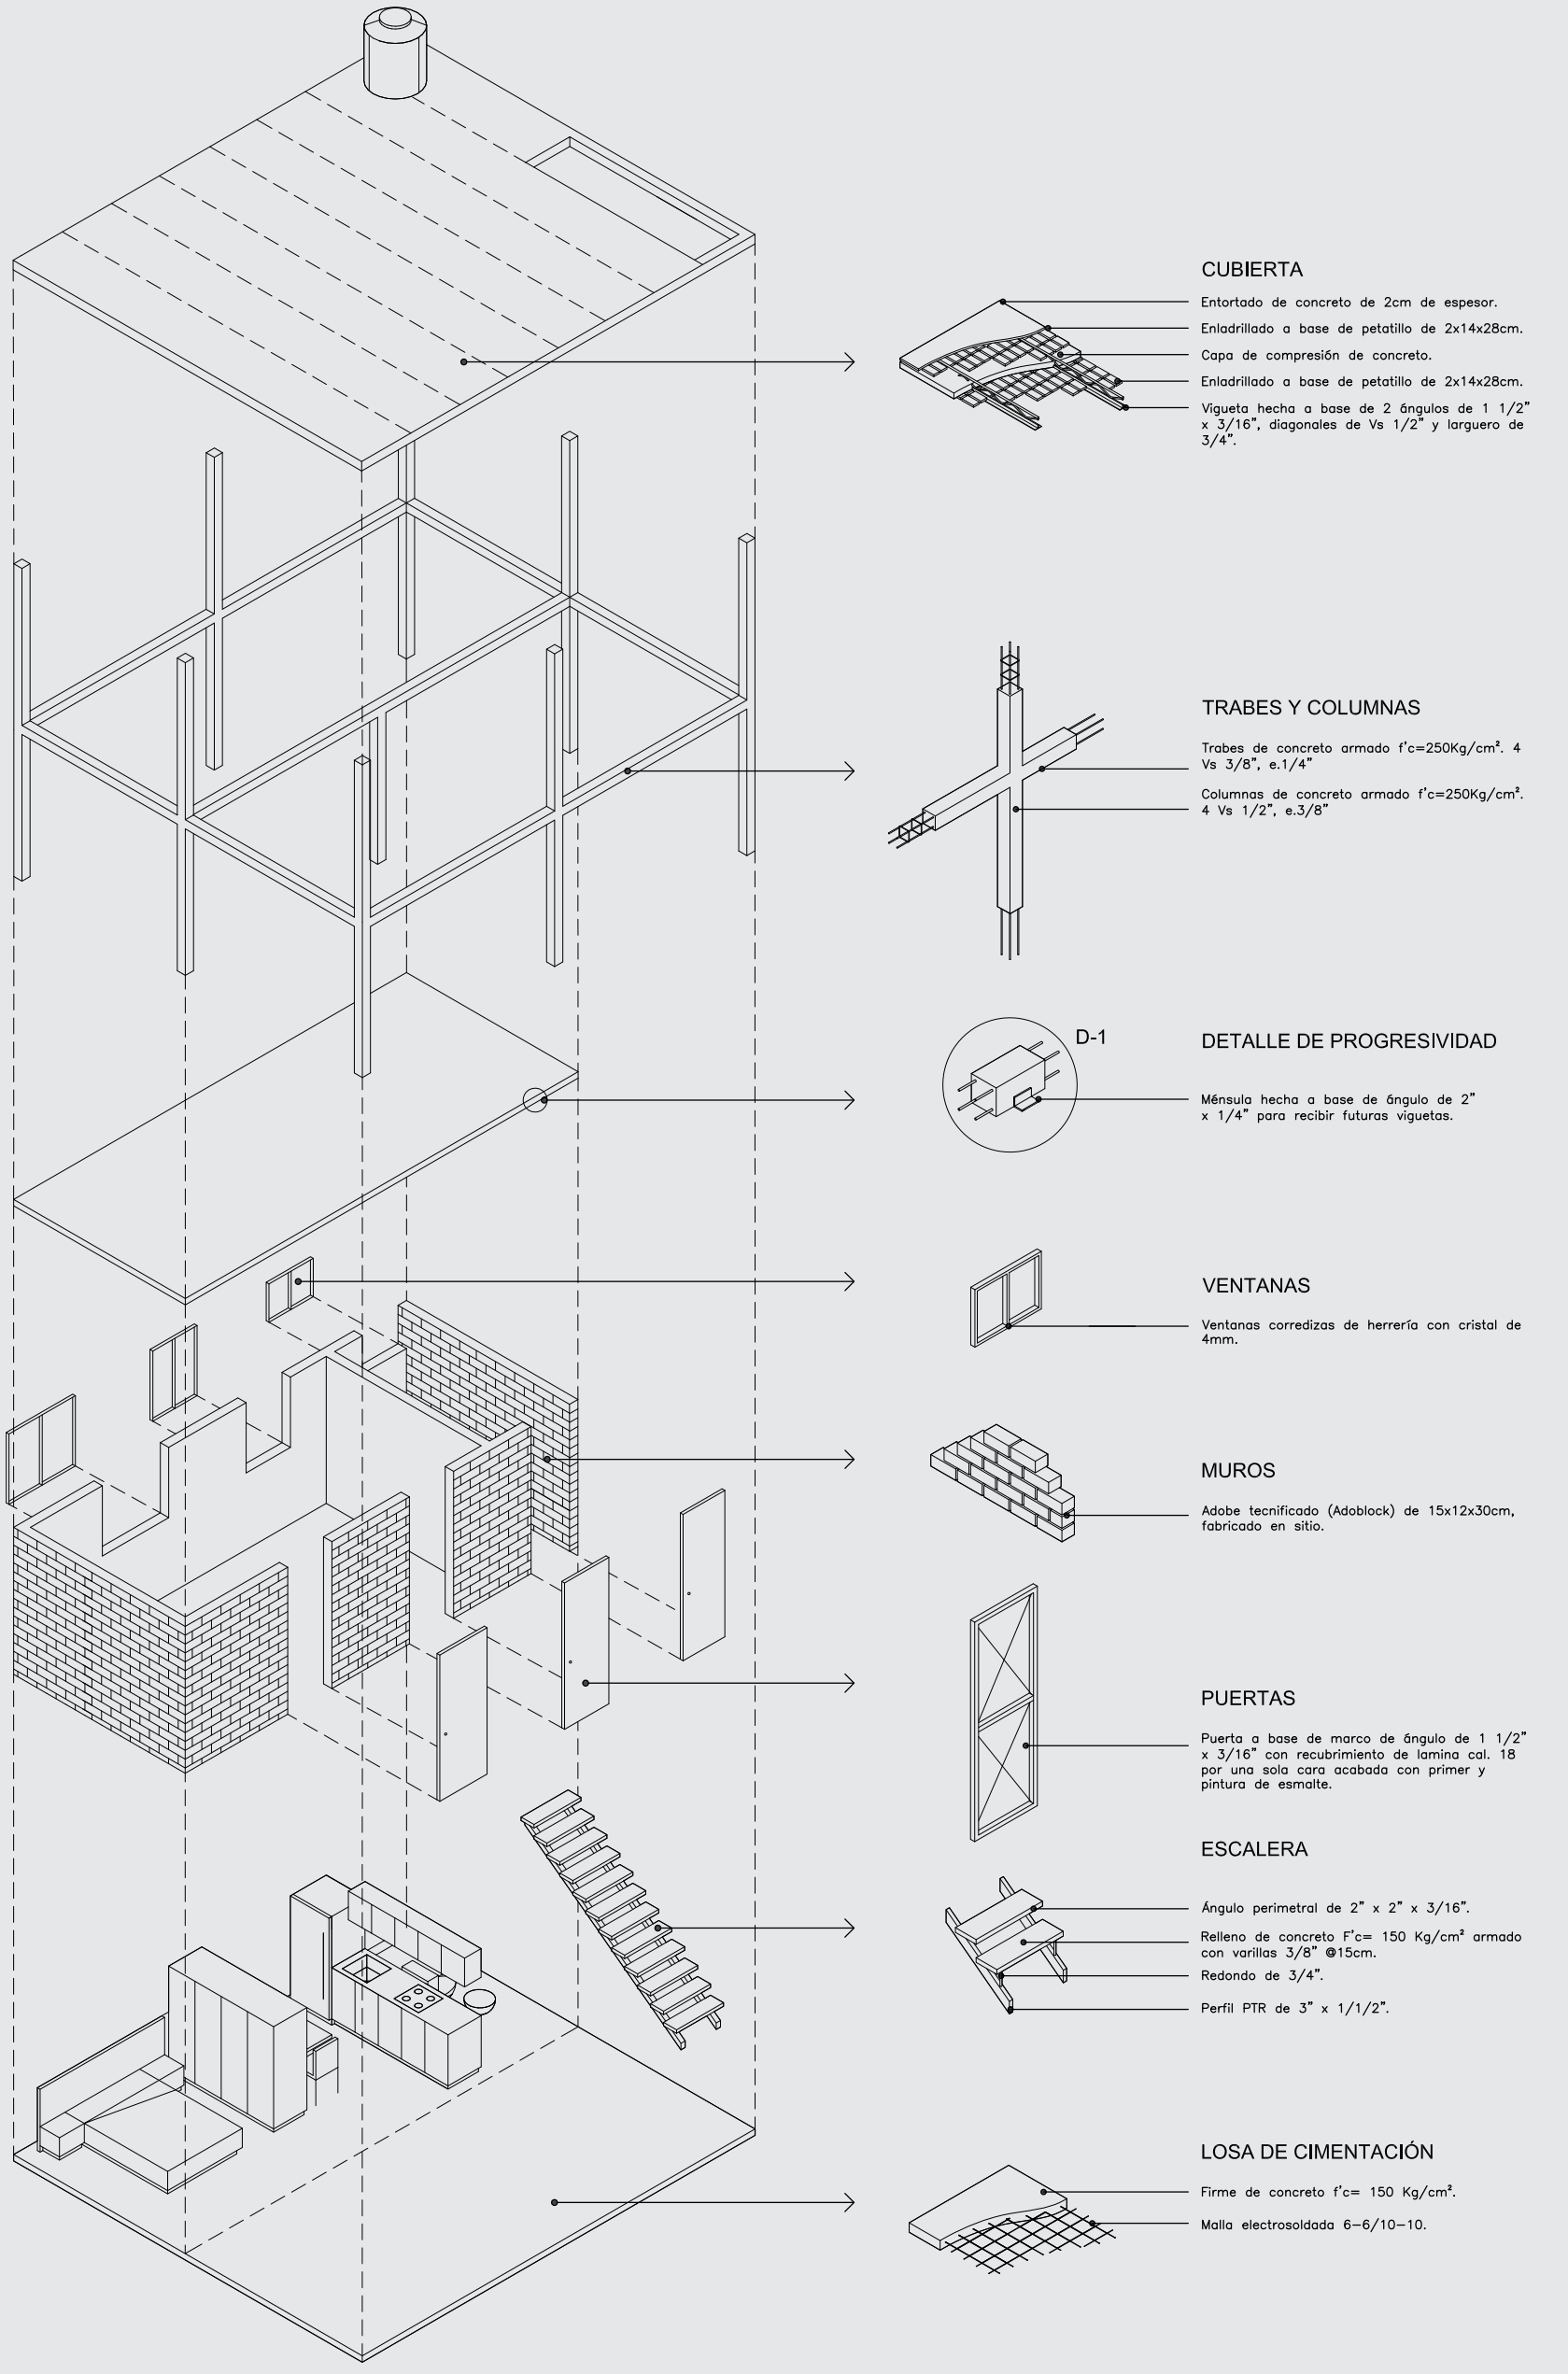 CUBIERTA
Entortado de concreto de 2cm de espesor.
Enladrillado a base de petatillo de 2x14x28cm.
Capa de compresión de concreto.
Enladrillado a base de petatillo de 2x14x28cm.
Vigueta hecha a base de 2 ángulos de 1 1/2"
x 3/16", diagonales de Vs 1/2" y larguero de
3/4".
TRABES Y COLUMNAS
Trabes de concreto armado f'c=250Kg/cm². 4
Vs 3/8", e.1/4"
Columnas de concreto armado f'c=250Kg/cm².
4 Vs 1/2", e.3/8"
D-1
DETALLE DE PROGRESIVIDAD
Ménsula hecha a base de ángulo de 2"
x 1/4" para recibir futuras viguetas.
VENTANAS
Ventanas corredizas de herrería con cristal de
4mm.
MUROS
Adobe tecnificado (Adoblock) de 15x12x30cm,
fabricado en sitio.
PUERTAS
Puerta a base de marco de ángulo de 1 1/2"
x 3/16" con recubrimiento de lamina cal. 18
por una sola cara acabada con primer y
pintura de esmalte.
ESCALERA
Ángulo perimetral de 2" x 2" x 3/16".
Relleno de concreto F'c= 150 Kg/cm² armado
con varillas 3/8" @15cm.
Redondo de 3/4".
Perfil PTR de 3" x 1/1/2".
LOSA DE CIMENTACIÓN
Firme de concreto f'c= 150 Kg/cm².
Malla electrosoldada 6-6/10-10.